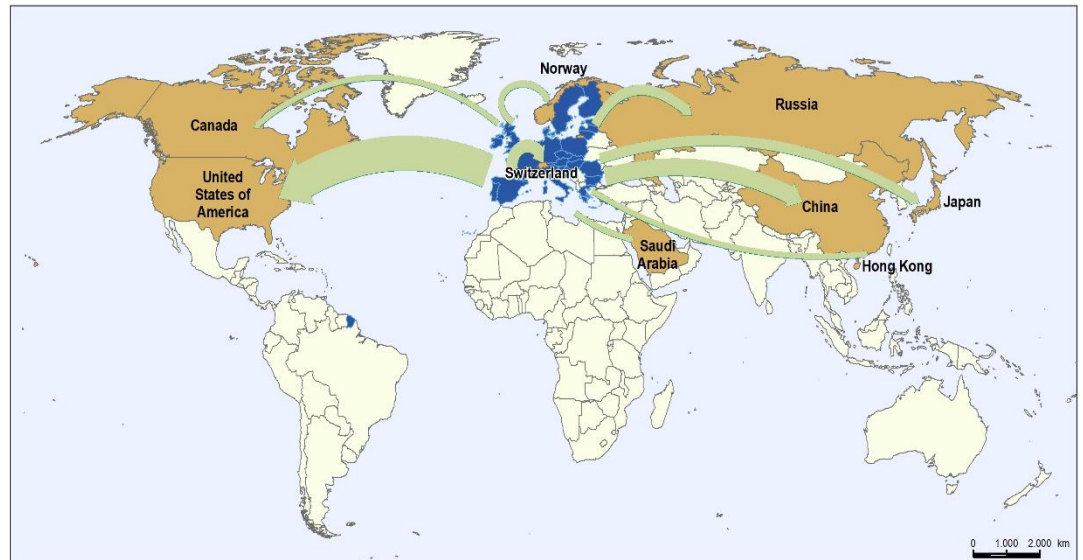 Norway
Russia
Canada
United
States of
America
Switzerland
China
Japan
Saudi
Arabia
Hong Kong
0 1.000 2.000 km